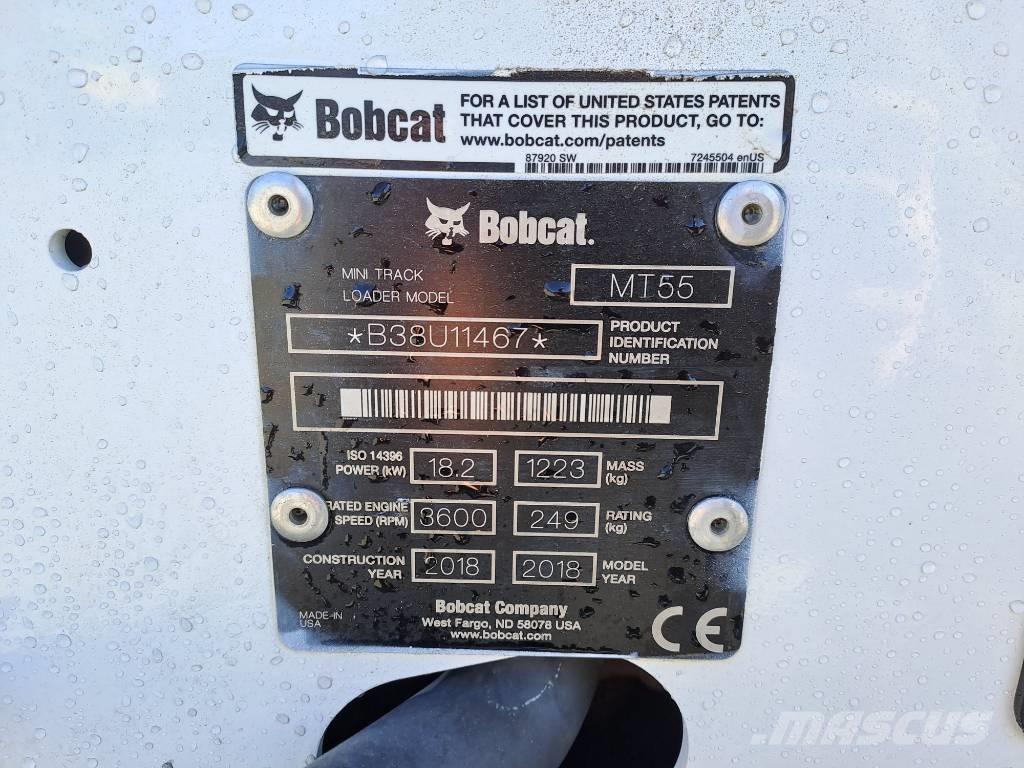 Bobcat
FOR A LIST OF UNITED STATES PATENTS
THAT COVER THIS PRODUCT, GO TO:
www.bobcat.com/patents
87920 SW 7245504 enUS
Bobcat.
MINI TRACK
LOADER MODEL
MT55
*B38U11467*
PRODUCT
IDENTIFICATION
NUMBER
ISO 14396
POWER (kW)
18.2
1223
MASS
(kg)
RATED ENGINE
SPEED (RPM)
3600
249
RATING
(kg)
CONSTRUCTION
YEAR
2018
2018
MODEL
YEAR
MADE-IN
USA
Bobcat Company
West Fargo, ND 58078 USA
www.bobcat.com
CE
MASCUS